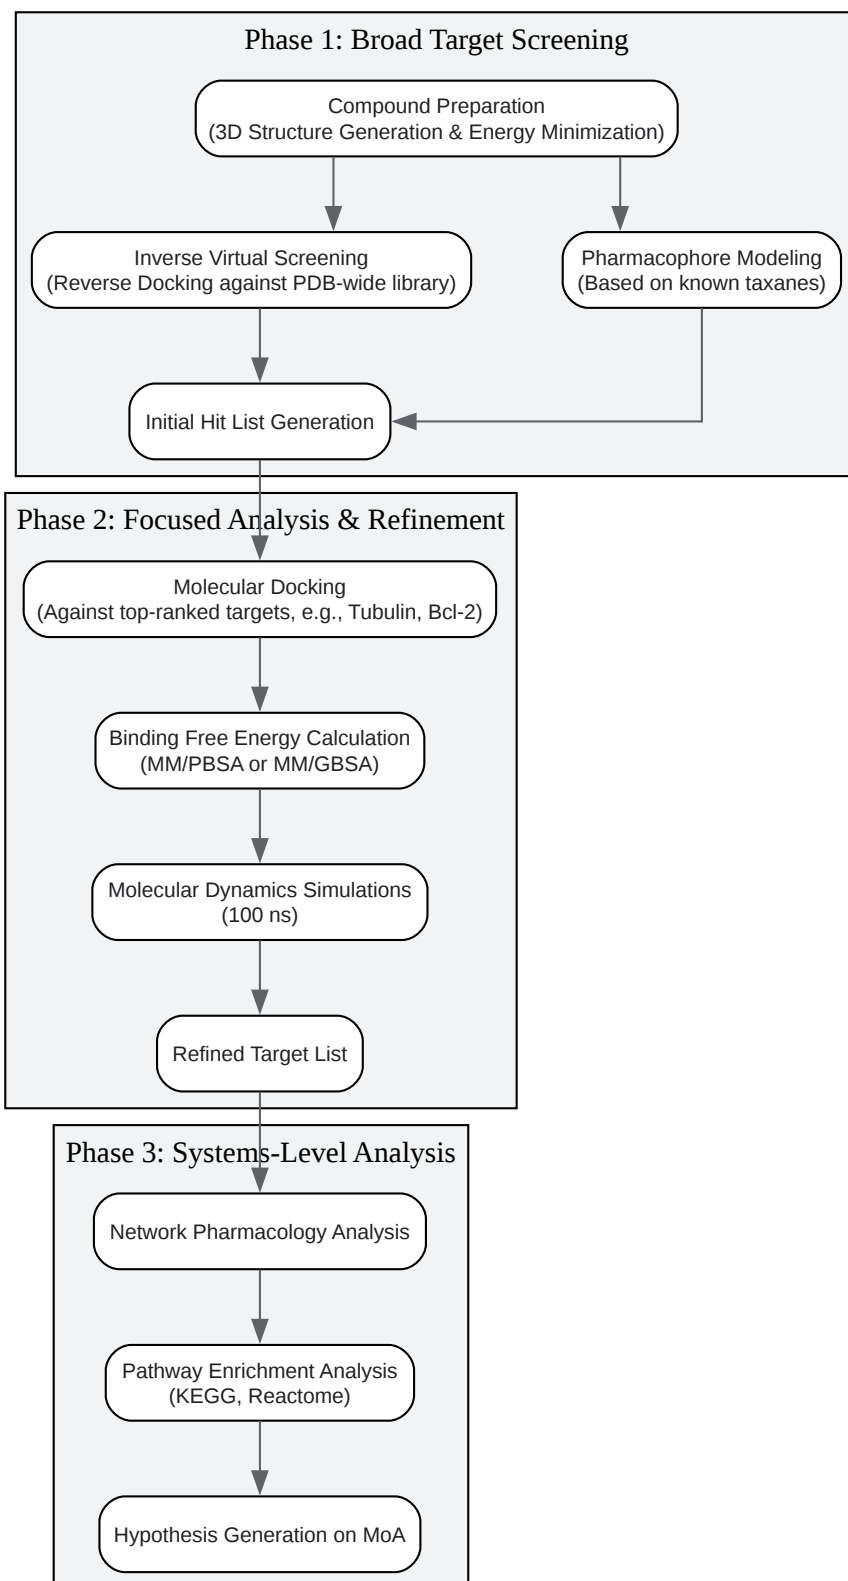 Phase 1: Broad Target Screening
Compound Preparation
(3D Structure Generation & Energy Minimization)
Inverse Virtual Screening
(Reverse Docking against PDB-wide library)
Pharmacophore Modeling
(Based on known taxanes)
Initial Hit List Generation
Phase 2: Focused Analysis & Refinement
Molecular Docking
(Against top-ranked targets, e.g., Tubulin, Bcl-2)
Binding Free Energy Calculation
(MM/PBSA or MM/GBSA)
Molecular Dynamics Simulations
(100 ns)
Refined Target List
Phase 3: Systems-Level Analysis
Network Pharmacology Analysis
Pathway Enrichment Analysis
(KEGG, Reactome)
Hypothesis Generation on MoA